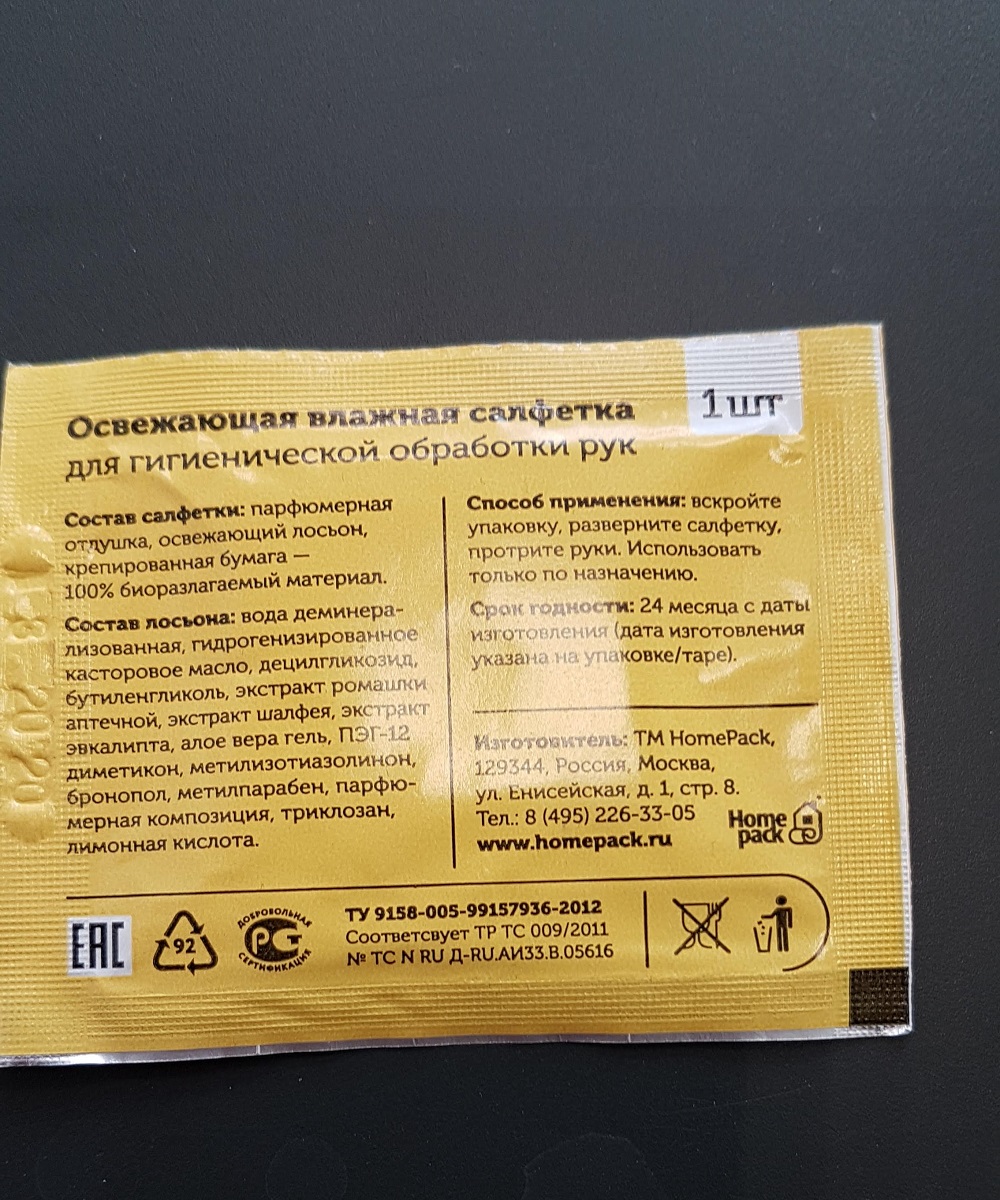 1 шт
Освежающая влажная салфетка
для гигиенической обработки рук
Состав салфетки: парфюмерная
отдушка, освежающий лосьон,
крепированная бумага —
100% биоразлагаемый материал.
Состав лосьона: вода деминера-
лизованная, гидрогенизированное
касторовое масло, децилгликозид,
бутиленгликоль, экстракт ромашки
аптечной, экстракт шалфея, экстракт
эвкалипта, алое вера гель, ПЭГ-12
диметикон, метилизотиазолинон,
бронопол, метилпарабен, парфю-
мерная композиция, триклозан,
лимонная кислота.
Способ применения: вскройте
упаковку, разверните салфетку,
протрите руки. Использовать
только по назначению.
Срок годности: 24 месяца с даты
изготовления (дата изготовления
указана на упаковке/таре).
Изготовитель: ТМ HomePack,
129344, Россия, Москва,
ул. Енисейская, д. 1, стр. 8.
Тел.: 8 (495) 226-33-05
www.homepack.ru
Home
pack
EAC
92
ДОБРОВОЛЬНАЯ
РСТ
СЕРТИФИКАЦИЯ
ТУ 9158-005-99157936-2012
Соответсвует ТР ТС 009/2011
№ ТС N RU Д-RU.АИ33.В.05616
2020